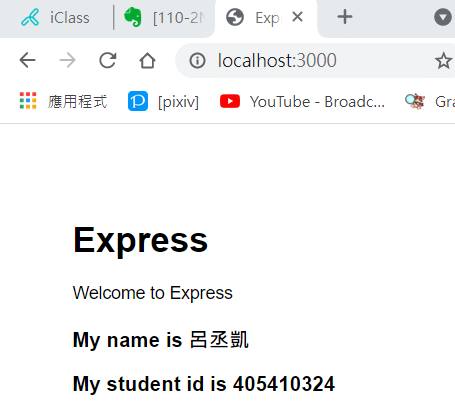 iClass
[110-2
Exp
localhost:3000
應用程式
[pixiv]
YouTube - Broadc...
Gra
Express
Welcome to Express
My name is 呂丞凱
My student id is 405410324